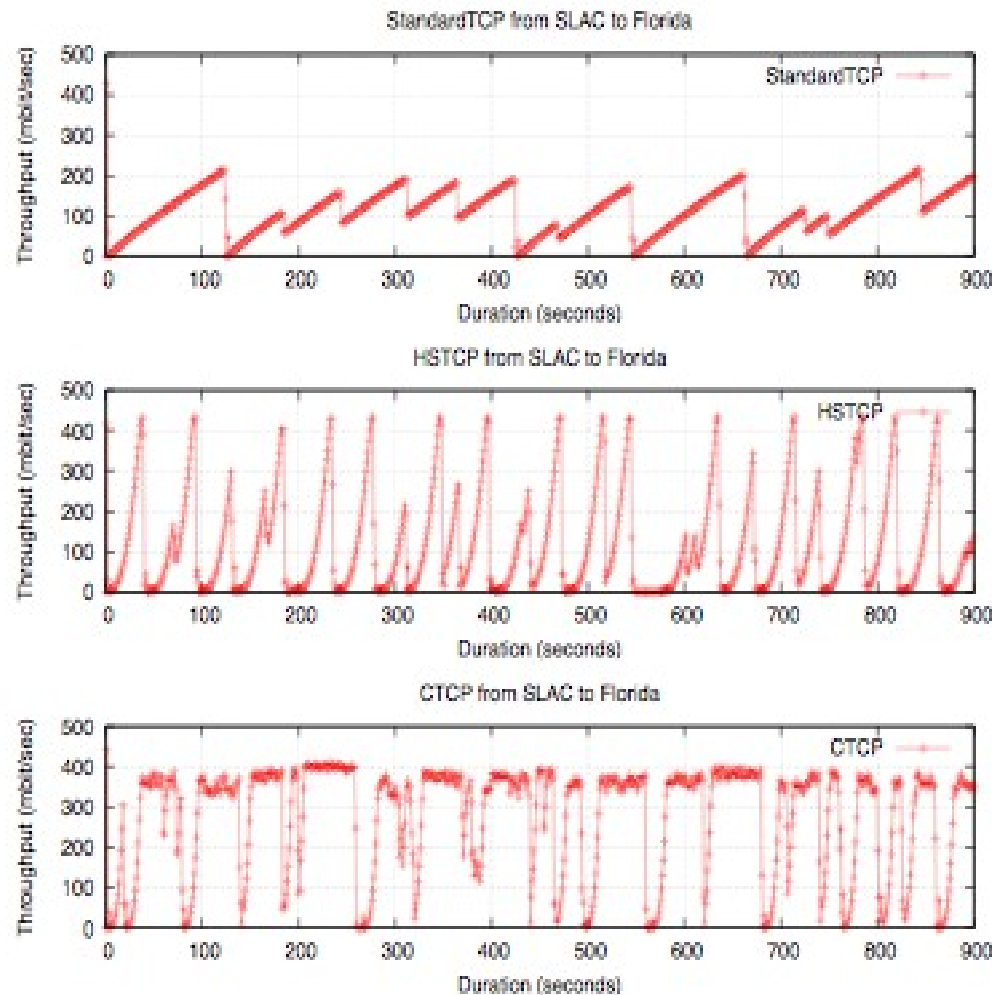 StandardTCP from SLAC to Florida
Throughput (mbit/sec)
500
400
300
200
100
0
StandardTCP
0 100 200 300 400 500 600 700 800 900
Duration (seconds)
HSTCP from SLAC to Florida
Throughput (mbit/sec)
500
400
300
200
100
0
HSTCP
0 100 200 300 400 500 600 700 800 900
Duration (seconds)
CTCP from SLAC to Florida
Throughput (mbit/sec)
500
400
300
200
100
0
CTCP
0 100 200 300 400 500 600 700 800 900
Duration (seconds)